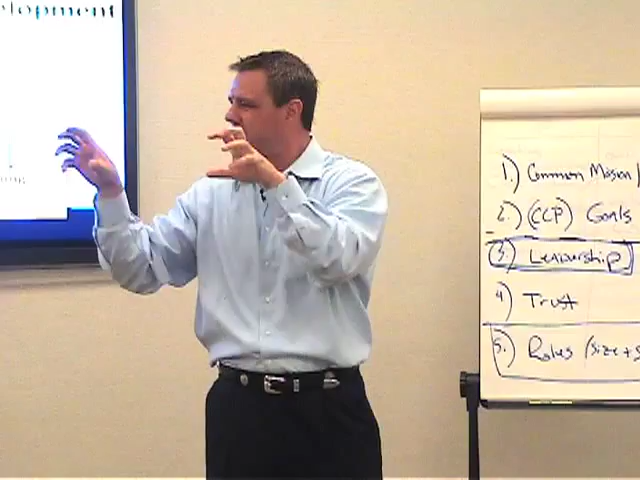 elopment
1.) Common Mission
2.) (CCP) Goals
3.) Leadership
4) Trust
5.) Roles (size +